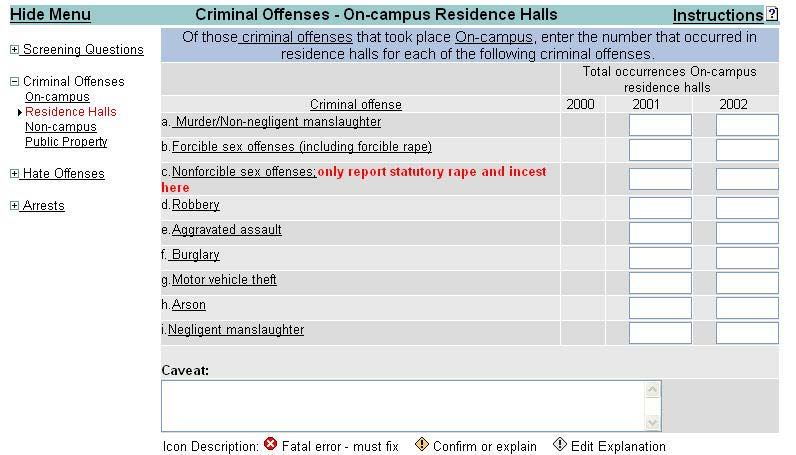 Hide Menu
Criminal Offenses - On-campus Residence Halls
Instructions ?
Screening Questions
Criminal Offenses
On-campus
Residence Halls
Non-campus
Public Property
Hate Offenses
Arrests
Of those criminal offenses that took place On-campus, enter the number that occurred in
residence halls for each of the following criminal offenses.
Total occurrences On-campus
residence halls
Criminal offense 2000 2001 2002
a. Murder/Non-negligent manslaughter
b. Forcible sex offenses (including forcible rape)
c. Nonforcible sex offenses; only report statutory rape and incest
here
d. Robbery
e. Aggravated assault
f. Burglary
g. Motor vehicle theft
h. Arson
i. Negligent manslaughter
Caveat:
Icon Description: Fatal error - must fix Confirm or explain Edit Explanation